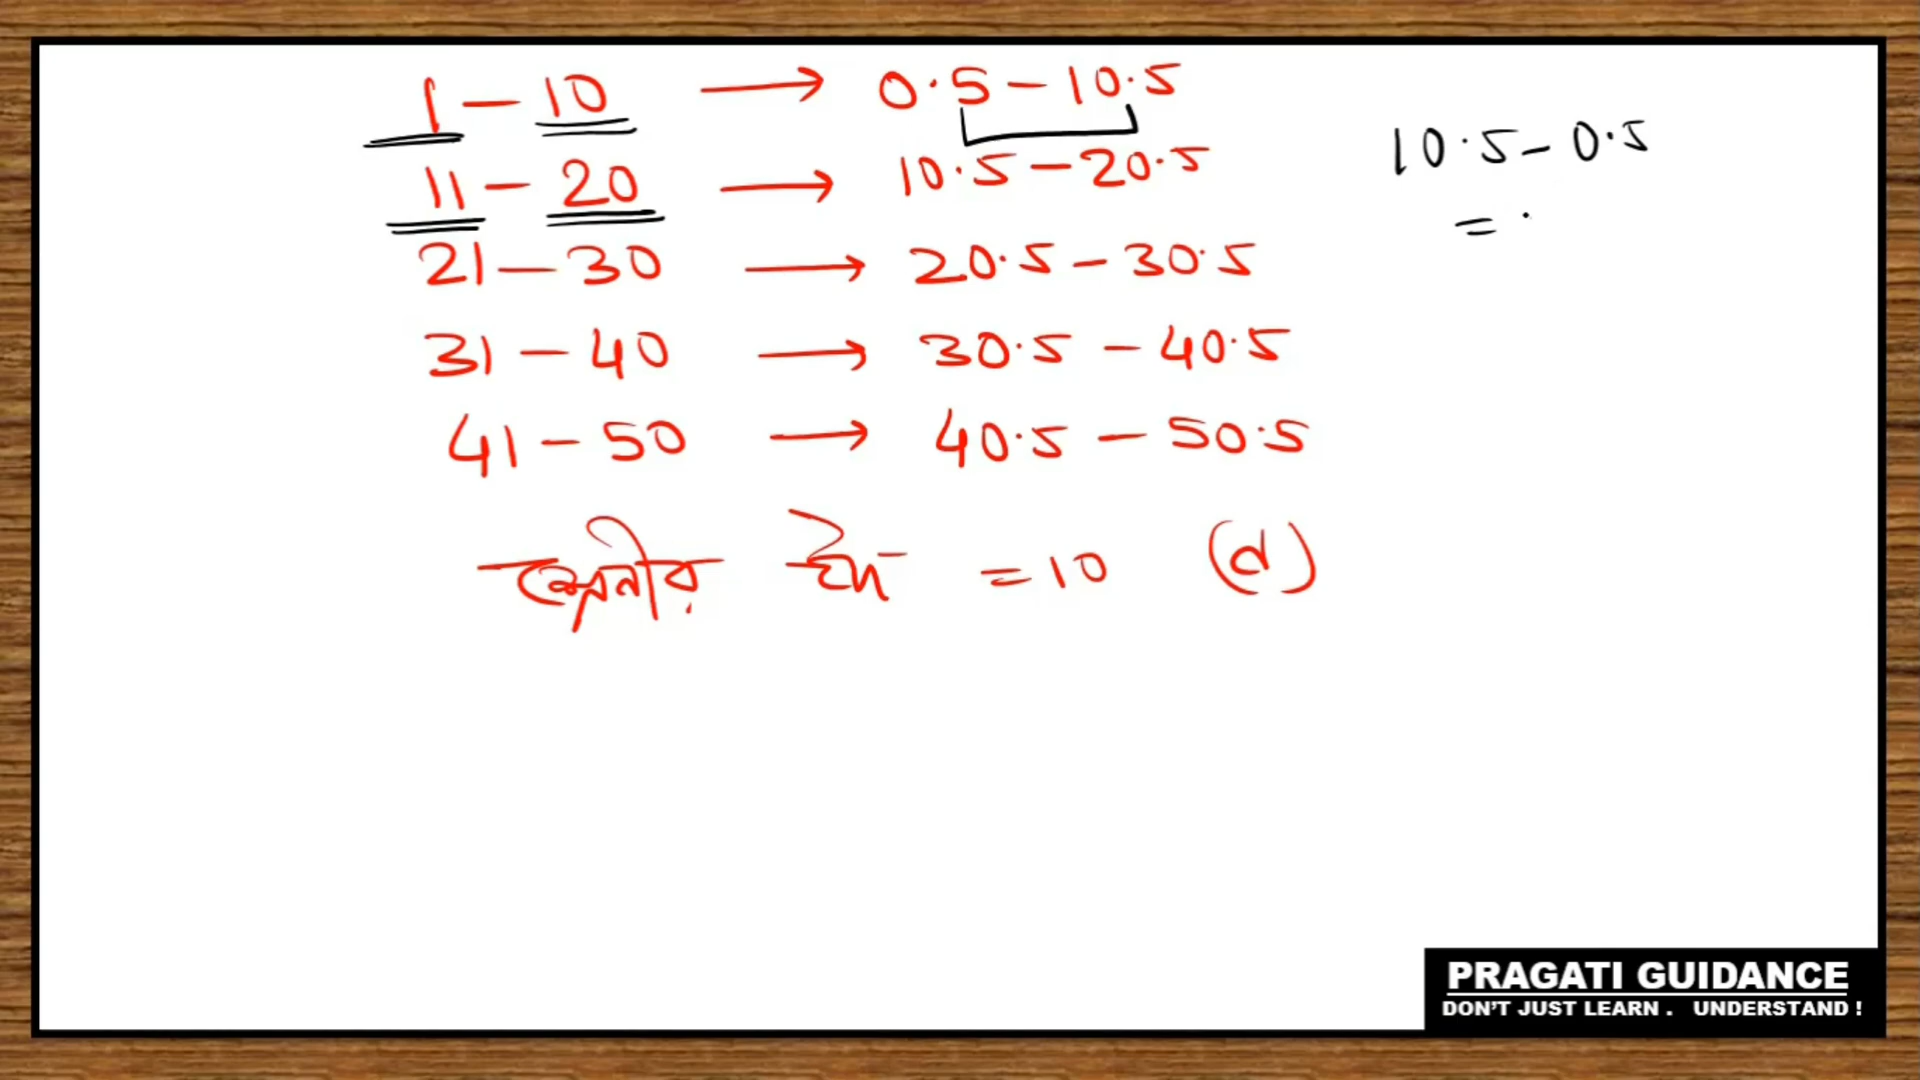 1 – 10 → 0.5 – 10.5
10.5 – 0.5
11 – 20 → 10.5 – 20.5
= 
21 – 30 → 20.5 – 30.5
31 – 40 → 30.5 – 40.5
41 – 50 → 40.5 – 50.5
শ্রেনীর দৈর্ঘ্য = 10
PRAGATI GUIDANCE
DON'T JUST LEARN . UNDERSTAND !